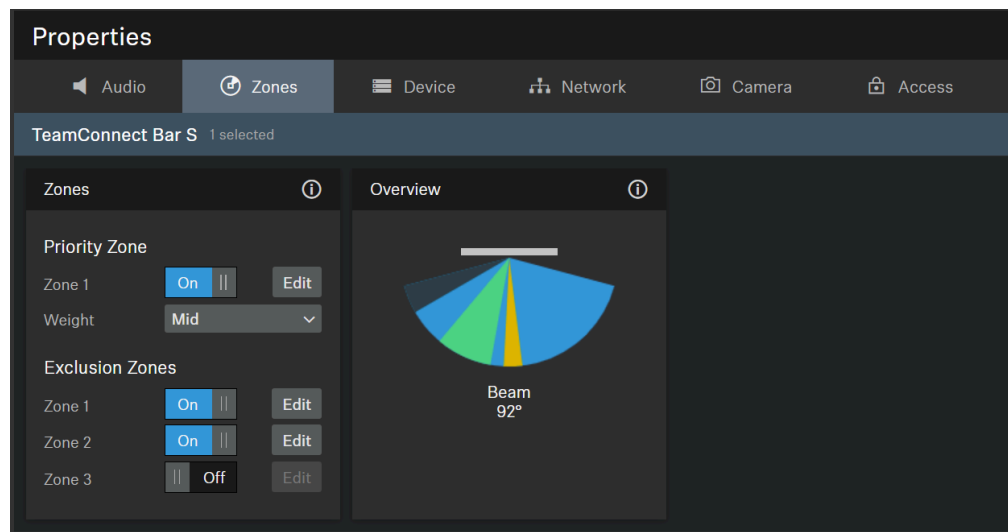 Properties
Audio
Zones
Device
Network
Camera
Access
TeamConnect Bar S 1 selected
Zones
Priority Zone
Zone 1 On Edit
Weight Mid
Exclusion Zones
Zone 1 On Edit
Zone 2 On Edit
Zone 3 Off Edit
Overview
Beam
92°